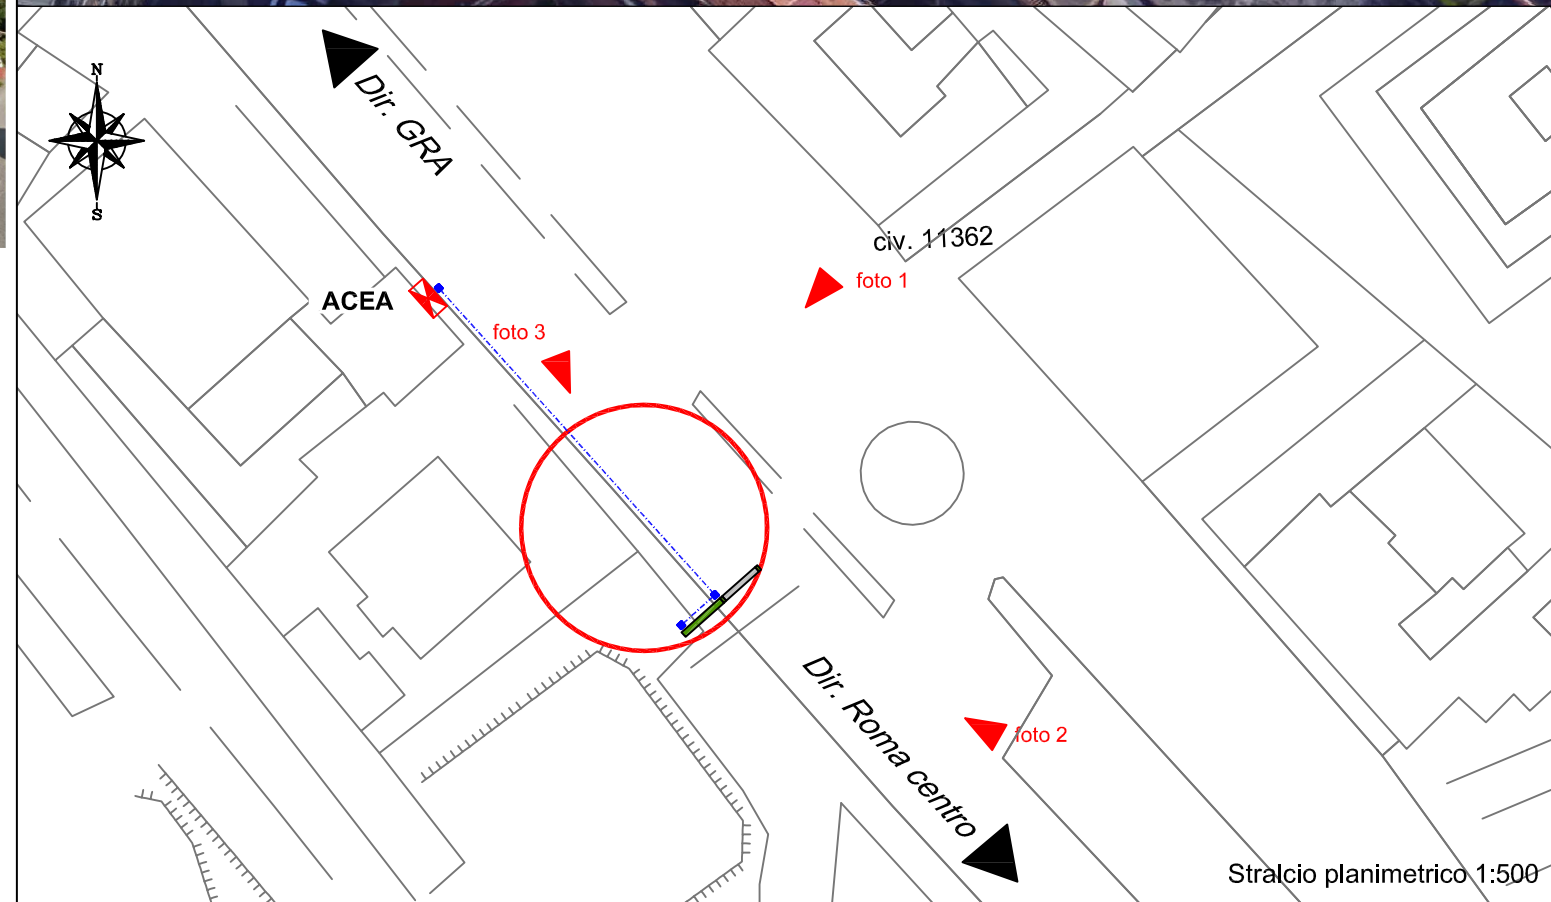 N
S
Dir. GRA
civ. 11362
foto 1
ACEA
foto 3
Dir. Roma centro
foto 2
Stralcio planimetrico 1:500